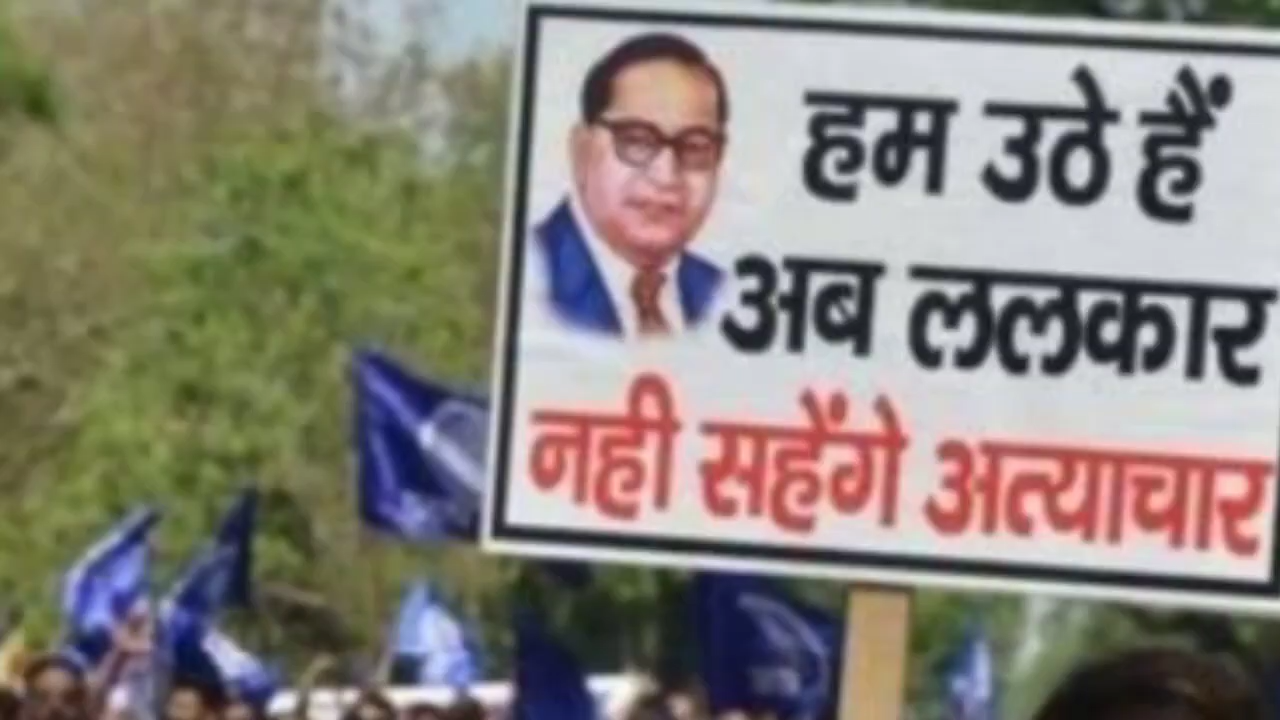 हम उठे हैं
अब ललकार
नही सहेंगे अत्याचार